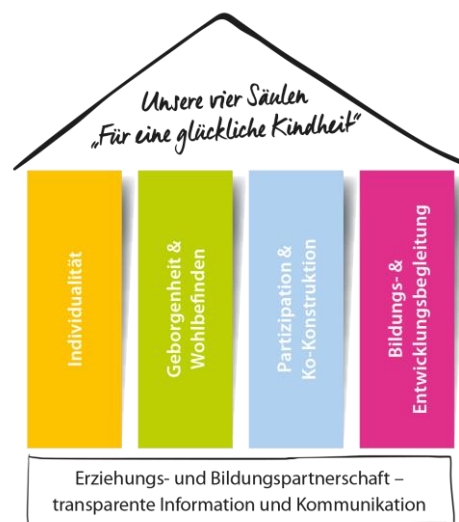 Unsere vier Säulen
„Für eine glückliche Kindheit“
Individualität
Geborgenheit &
Wohlbefinden
Partizipation &
Ko-Konstruktion
Bildungs- &
Entwicklungsbegleitung
Erziehungs- und Bildungspartnerschaft –
transparente Information und Kommunikation